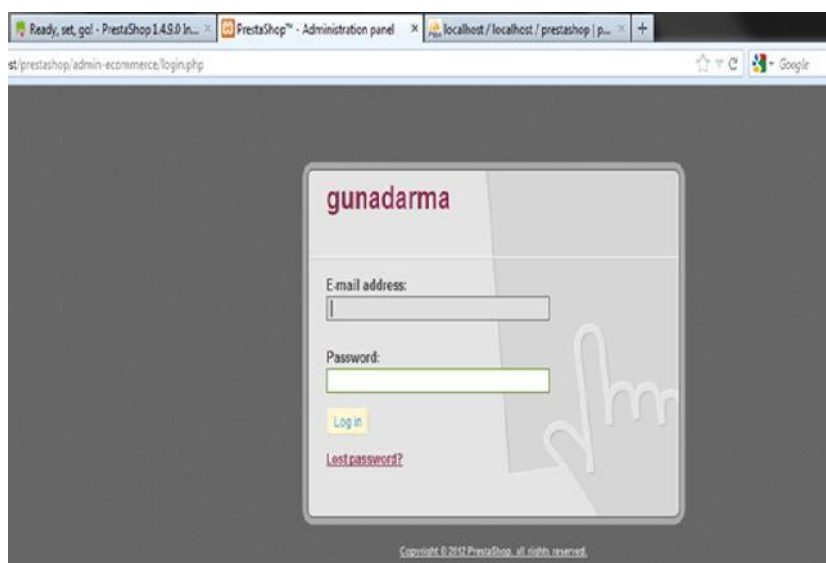 Ready, set, go! - PrestaShop 1.4.9.0 In...
PrestaShop™ - Administration panel
localhost / localhost / prestashop | p...
st/prestashop/admin-ecommerce/login.php
Google
gunadarma
E-mail address:
Password:
Log in
Lost password?
Copyright © 2012 PrestaShop. all rights reserved.